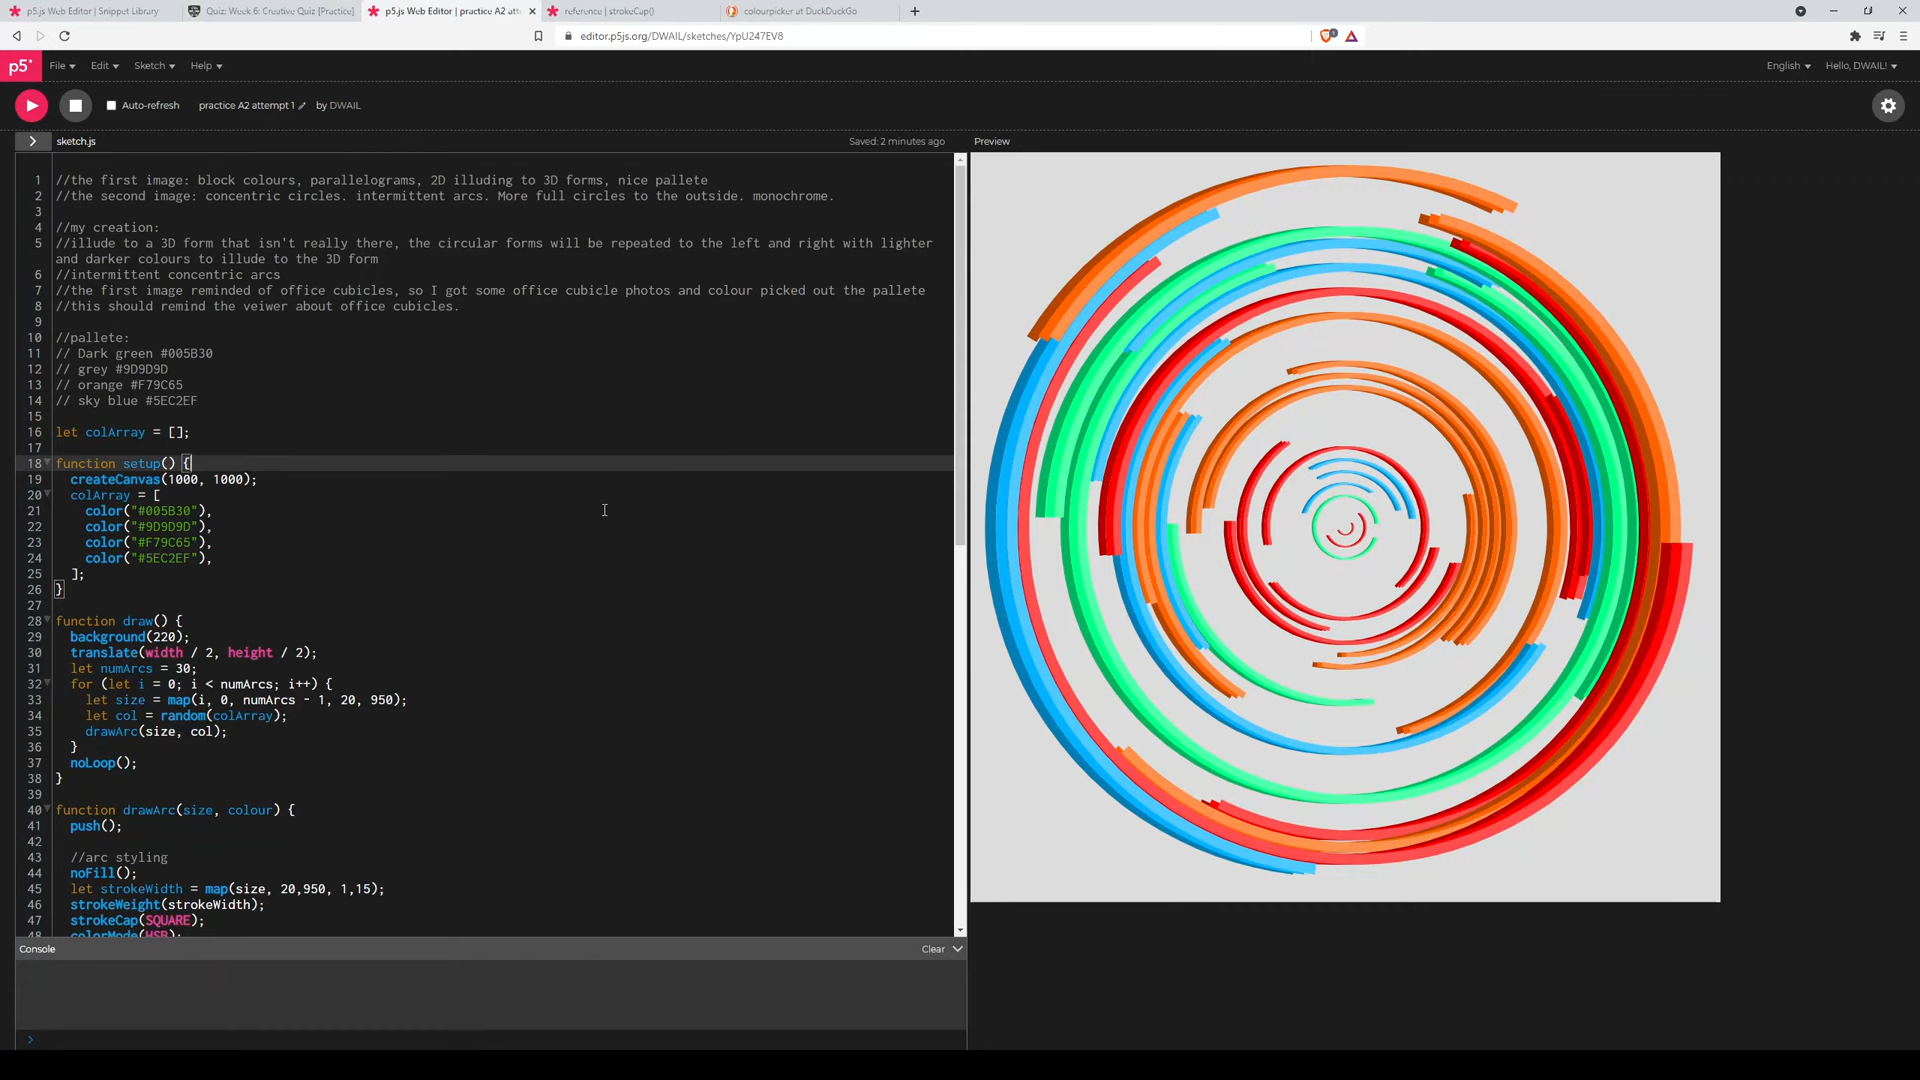 p5.js Web Editor | Snippet Library
Quiz: Week 6: Creative Quiz [Practice]
p5.js Web Editor | practice A2 att
reference | strokeCap()
colourpicker at DuckDuckGo
editor.p5js.org/DWAIL/sketches/YpU247EV8
p5* File Edit Sketch Help English Hello, DWAIL!
Auto-refresh practice A2 attempt 1 by DWAIL
sketch.js Saved: 2 minutes ago Preview
1 //the first image: block colours, parallelograms, 2D illuding to 3D forms, nice pallete
2 //the second image: concentric circles. intermittent arcs. More full circles to the outside. monochrome.
3
4 //my creation:
5 //illude to a 3D form that isn't really there, the circular forms will be repeated to the left and right with lighter
and darker colours to illude to the 3D form
6 //intermittent concentric arcs
7 //the first image reminded of office cubicles, so I got some office cubicle photos and colour picked out the pallete
8 //this should remind the veiwer about office cubicles.
9
10 //pallete:
11 // Dark green #005B30
12 // grey #9D9D9D
13 // orange #F79C65
14 // sky blue #5EC2EF
15
16 let colArray = [];
17
18 function setup() {
19 createCanvas(1000, 1000);
20 colArray = [
21 color("#005B30"),
22 color("#9D9D9D"),
23 color("#F79C65"),
24 color("#5EC2EF"),
25 ];
26 }
27
28 function draw() {
29 background(220);
30 translate(width / 2, height / 2);
31 let numArcs = 30;
32 for (let i = 0; i < numArcs; i++) {
33 let size = map(i, 0, numArcs - 1, 20, 950);
34 let col = random(colArray);
35 drawArc(size, col);
36 }
37 noLoop();
38 }
39
40 function drawArc(size, colour) {
41 push();
42
43 //arc styling
44 noFill();
45 let strokeWidth = map(size, 20,950, 1,15);
46 strokeWeight(strokeWidth);
47 strokeCap(SQUARE);
48 colorMode(HSB);
Console Clear
>